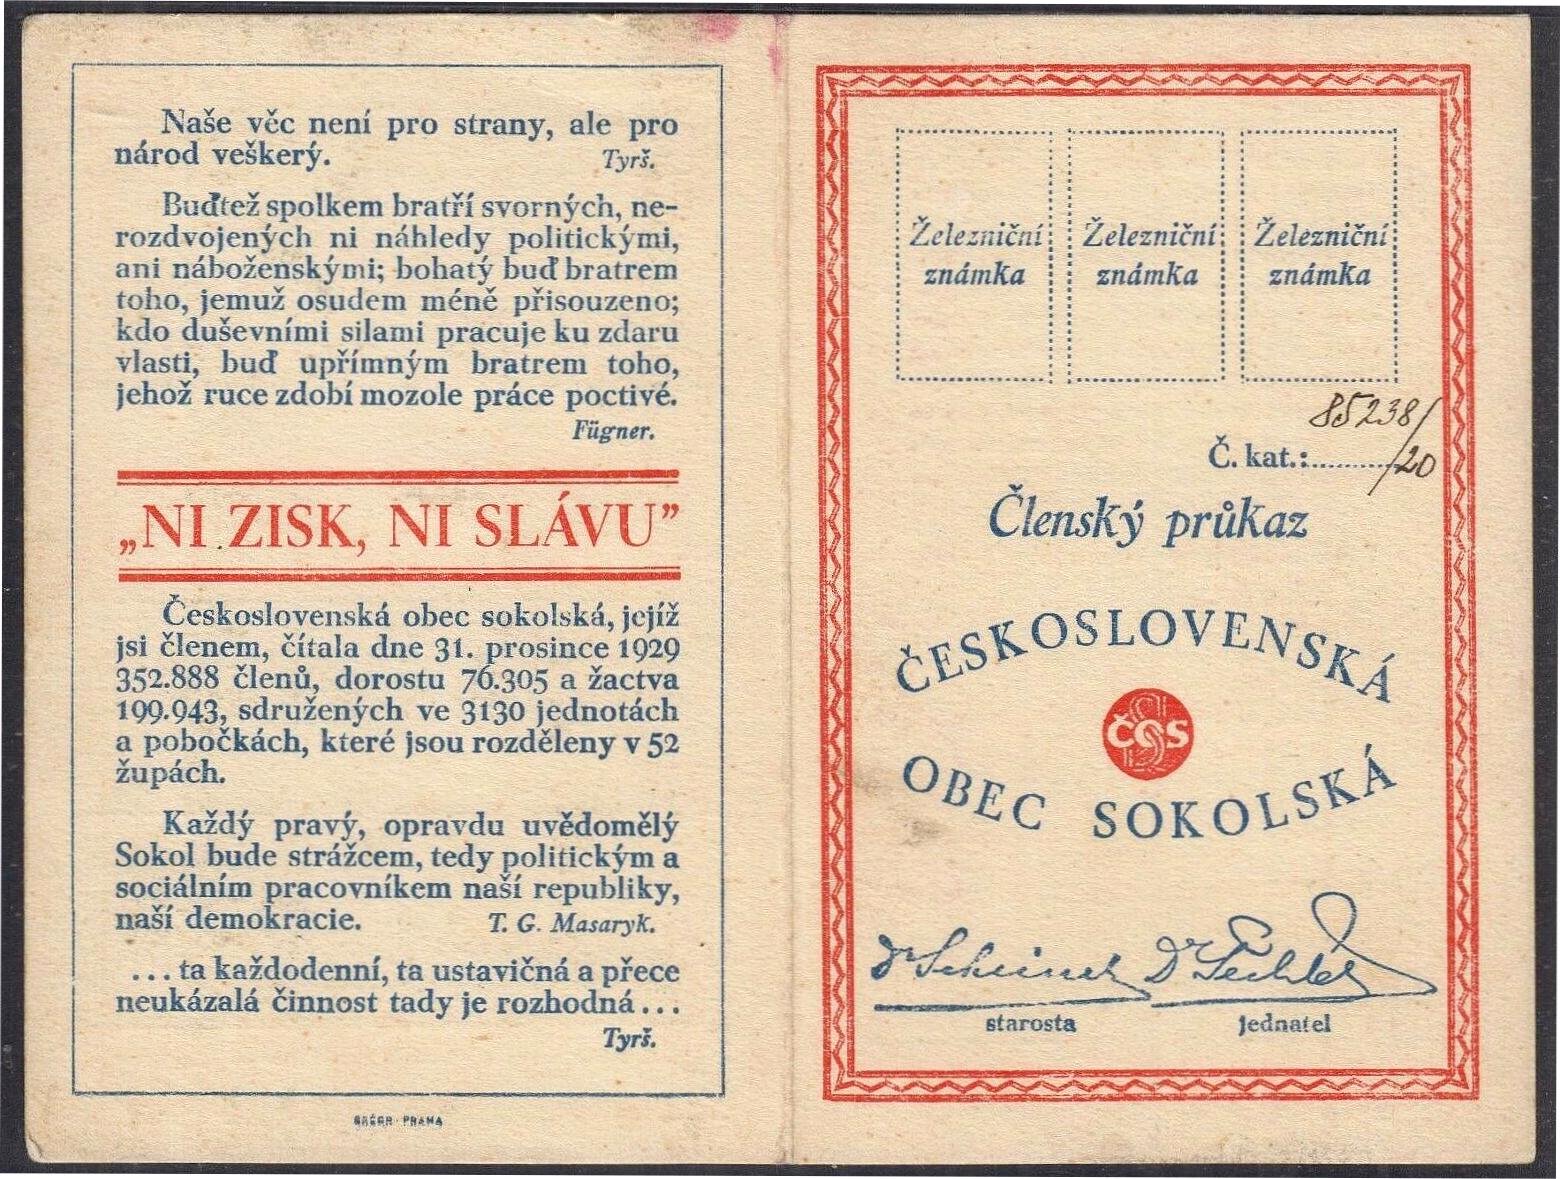 Naše věc není pro strany, ale pro
národ veškerý. Tyrš.
Buďtež spolkem bratří svorných, ne-
rozdvojených ni náhledy politickými,
ani náboženskými; bohatý buď bratrem
toho, jemuž osudem méně přisouzeno;
kdo duševními silami pracuje ku zdaru
vlasti, buď upřímným bratrem toho,
jehož ruce zdobí mozole práce poctivé.
Fügner.
„NI ZISK, NI SLÁVU”
Československá obec sokolská, jejíž
jsi členem, čítala dne 31. prosince 1929
352.888 členů, dorostu 76.305 a žactva
199.943, sdružených ve 3130 jednotách
a pobočkách, které jsou rozděleny v 52
župách.
Každý pravý, opravdu uvědomělý
Sokol bude strážcem, tedy politickým a
sociálním pracovníkem naší republiky,
naší demokracie. T. G. Masaryk.
...ta každodenní, ta ustavičná a přece
neukázalá činnost tady je rozhodná...
Tyrš.
GRÉGR · PRAHA
Železniční Železniční Železniční
známka známka známka
85238/
Č. kat.:........../20
Členský průkaz
ČESKOSLOVENSKÁ
ČOS
OBEC SOKOLSKÁ
Dr Scheiner Dr
starosta jednatel